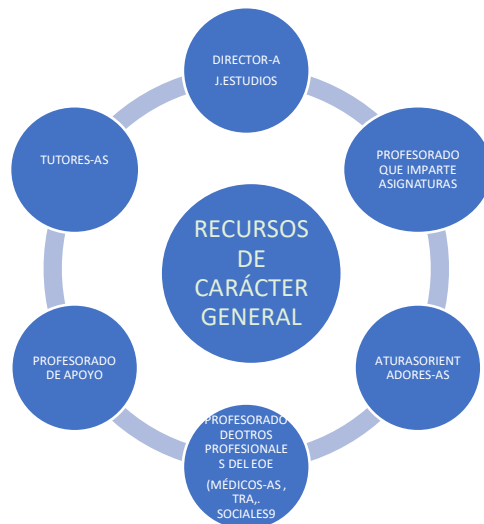 DIRECTOR-A
J.ESTUDIOS
PROFESORADO
QUE IMPARTE
ASIGNATURAS
ATURASORIENT
ADORES-AS
PROFESORADO
DEOTROS
PROFESIONALE
S DEL EOE
(MÉDICOS-AS ,
TRA,.
SOCIALES9
PROFESORADO
DE APOYO
TUTORES-AS
RECURSOS
DE
CARÁCTER
GENERAL